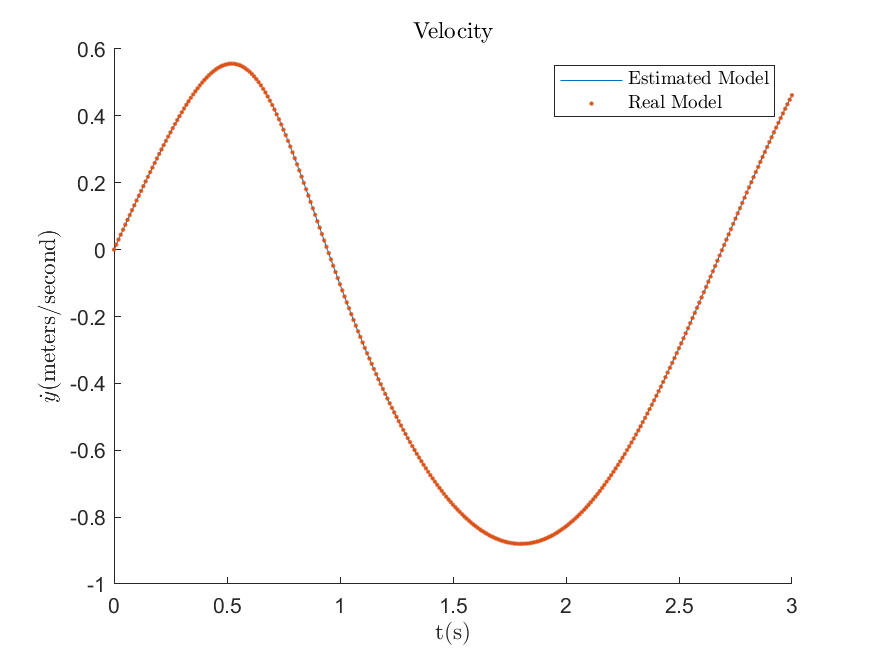 Velocity
Estimated Model
Real Model
0.6
0.4
0.2
0
-0.2
-0.4
-0.6
-0.8
-1
ẏ(meters/second)
0 0.5 1 1.5 2 2.5 3
t(s)